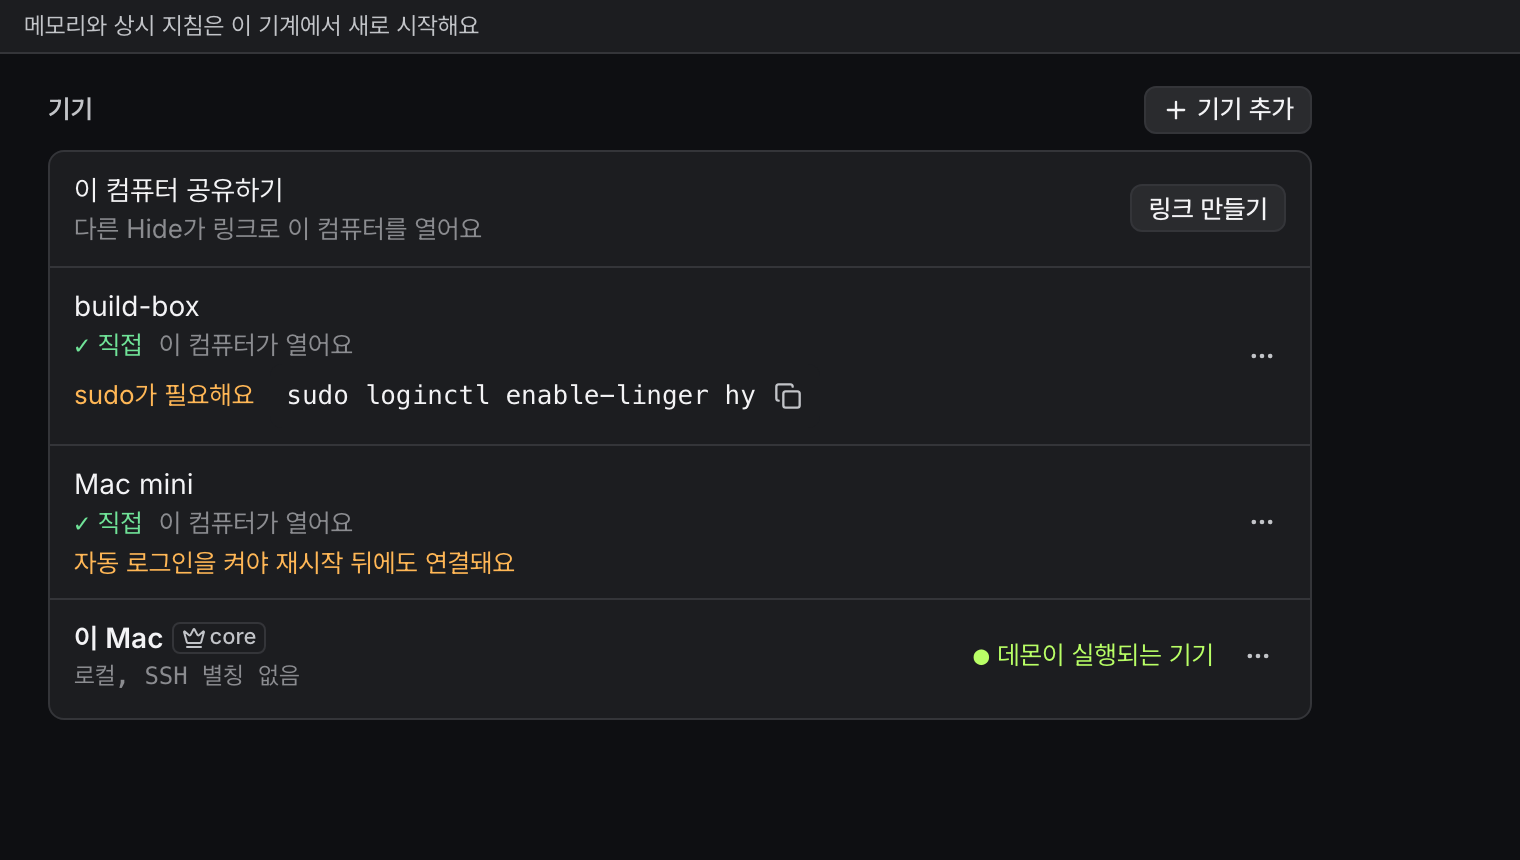 메모리와 상시 지침은 이 기계에서 새로 시작해요
기기
+ 기기 추가
이 컴퓨터 공유하기
다른 Hide가 링크로 이 컴퓨터를 열어요
링크 만들기
build-box
✓ 직접 이 컴퓨터가 열어요
sudo가 필요해요 sudo loginctl enable-linger hy
Mac mini
✓ 직접 이 컴퓨터가 열어요
자동 로그인을 켜야 재시작 뒤에도 연결돼요
이 Mac core
로컬, SSH 별칭 없음
데몬이 실행되는 기기